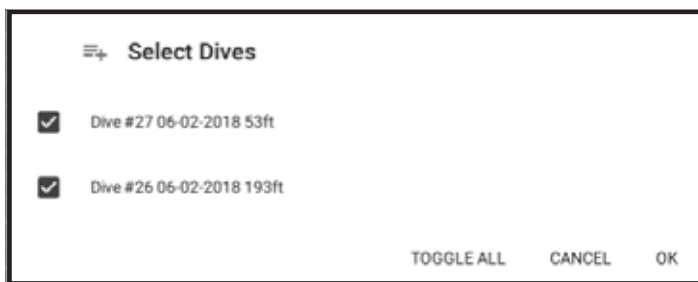 Select Dives
Dive #27 06-02-2018 53ft
Dive #26 06-02-2018 193ft
TOGGLE ALL CANCEL OK